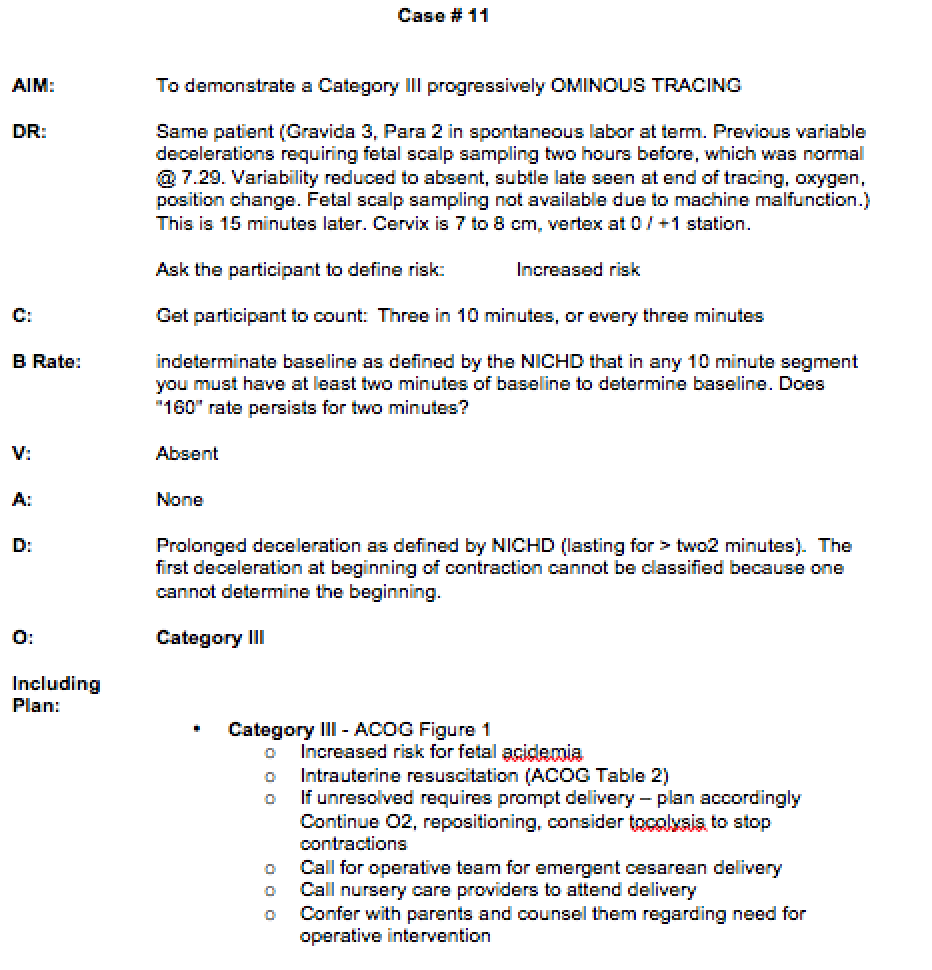 Case # 11
AIM: To demonstrate a Category III progressively OMINOUS TRACING
DR: Same patient (Gravida 3, Para 2 in spontaneous labor at term. Previous variable
decelerations requiring fetal scalp sampling two hours before, which was normal
@ 7.29. Variability reduced to absent, subtle late seen at end of tracing, oxygen,
position change. Fetal scalp sampling not available due to machine malfunction.)
This is 15 minutes later. Cervix is 7 to 8 cm, vertex at 0 / +1 station.
Ask the participant to define risk: Increased risk
C: Get participant to count: Three in 10 minutes, or every three minutes
B Rate: indeterminate baseline as defined by the NICHD that in any 10 minute segment
you must have at least two minutes of baseline to determine baseline. Does
"160" rate persists for two minutes?
V: Absent
A: None
D: Prolonged deceleration as defined by NICHD (lasting for > two2 minutes). The
first deceleration at beginning of contraction cannot be classified because one
cannot determine the beginning.
O: Category III
Including
Plan:
• Category III - ACOG Figure 1
o Increased risk for fetal acidemia
o Intrauterine resuscitation (ACOG Table 2)
o If unresolved requires prompt delivery – plan accordingly
Continue O2, repositioning, consider tocolysis to stop
contractions
o Call for operative team for emergent cesarean delivery
o Call nursery care providers to attend delivery
o Confer with parents and counsel them regarding need for
operative intervention